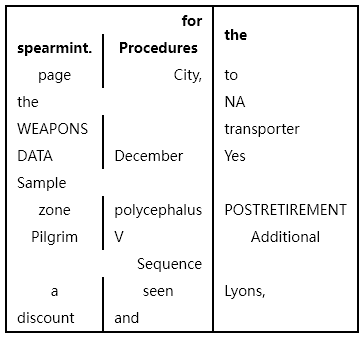 for the
spearmint. Procedures
page City, to
the NA
WEAPONS transporter
DATA December Yes
Sample
zone polycephalus POSTRETIREMENT
Pilgrim V Additional
Sequence
a seen Lyons,
discount and